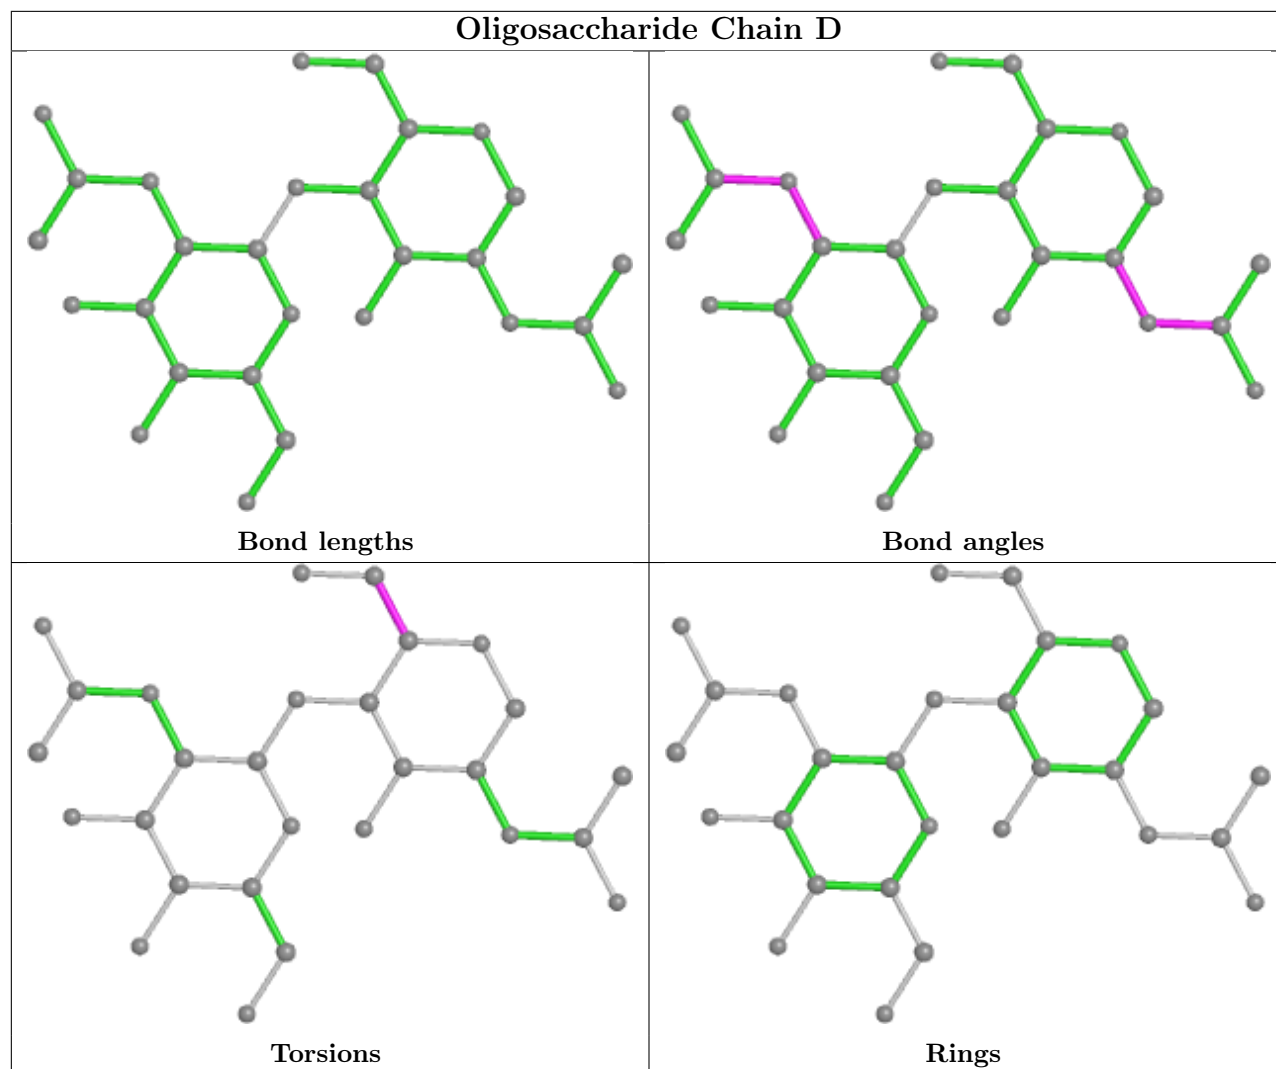 Oligosaccharide Chain D
Bond lengths
Bond angles
Torsions
Rings